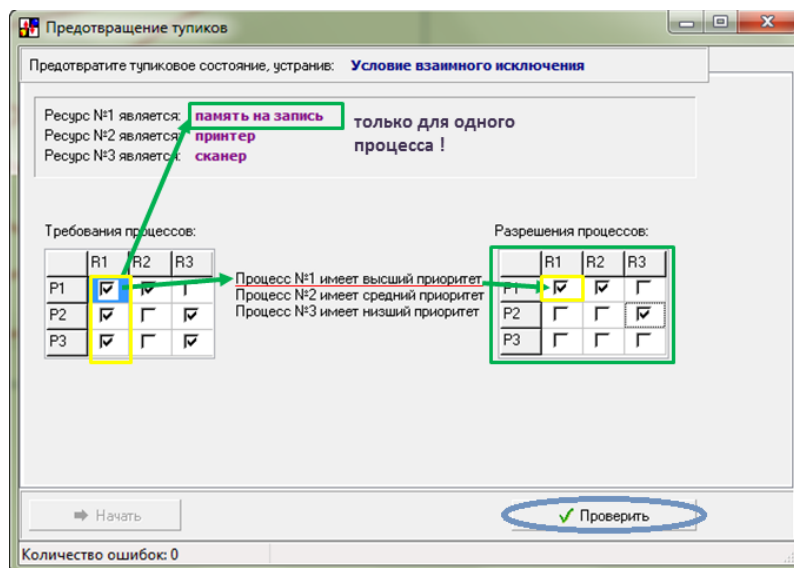 Предотвращение тупиков
Предотвратите тупиковое состояние, устранив: Условие взаимного исключения
Ресурс №1 является: память на запись
Ресурс №2 является: принтер
Ресурс №3 является: сканер
только для одного
процесса !
Требования процессов:
R1 R2 R3
P1
P2
P3
Процесс №1 имеет высший приоритет
Процесс №2 имеет средний приоритет
Процесс №3 имеет низший приоритет
Разрешения процессов:
R1 R2 R3
P1
P2
P3
Начать
Проверить
Количество ошибок: 0